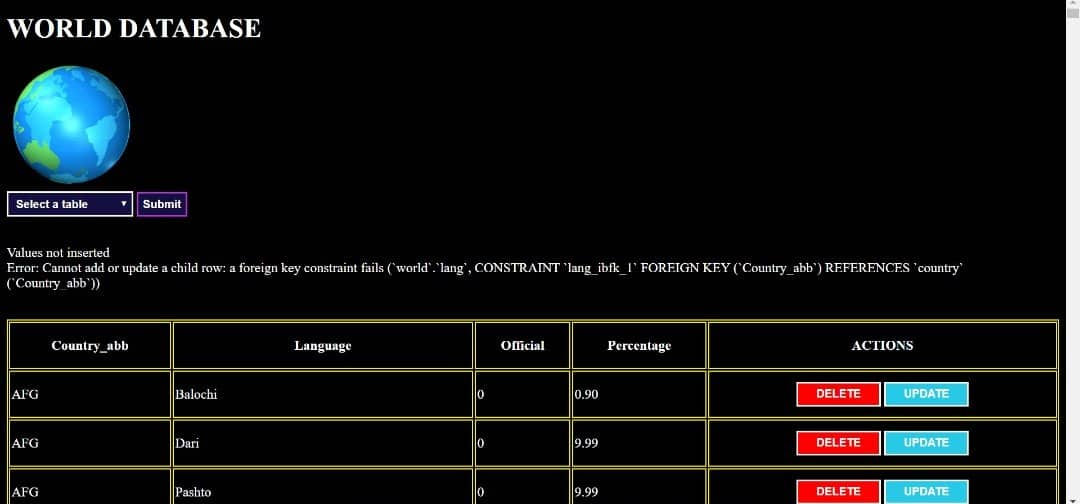 WORLD DATABASE
Select a table Submit
Values not inserted
Error: Cannot add or update a child row: a foreign key constraint fails (`world`.`lang`, CONSTRAINT `lang_ibfk_1` FOREIGN KEY (`Country_abb`) REFERENCES `country`
(`Country_abb`))
Country_abb Language Official Percentage ACTIONS
AFG Balochi 0 0.90 DELETE UPDATE
AFG Dari 0 9.99 DELETE UPDATE
AFG Pashto 0 9.99 DELETE UPDATE